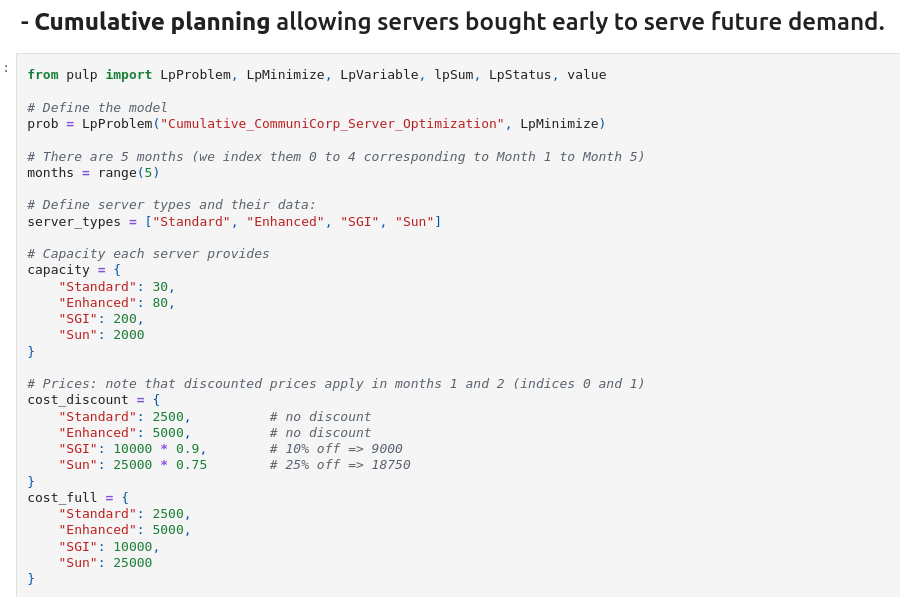 - Cumulative planning allowing servers bought early to serve future demand.
:
from pulp import LpProblem, LpMinimize, LpVariable, lpSum, LpStatus, value
# Define the model
prob = LpProblem("Cumulative_CommuniCorp_Server_Optimization", LpMinimize)
# There are 5 months (we index them 0 to 4 corresponding to Month 1 to Month 5)
months = range(5)
# Define server types and their data:
server_types = ["Standard", "Enhanced", "SGI", "Sun"]
# Capacity each server provides
capacity = {
    "Standard": 30,
    "Enhanced": 80,
    "SGI": 200,
    "Sun": 2000
}
# Prices: note that discounted prices apply in months 1 and 2 (indices 0 and 1)
cost_discount = {
    "Standard": 2500,          # no discount
    "Enhanced": 5000,          # no discount
    "SGI": 10000 * 0.9,        # 10% off => 9000
    "Sun": 25000 * 0.75        # 25% off => 18750
}
cost_full = {
    "Standard": 2500,
    "Enhanced": 5000,
    "SGI": 10000,
    "Sun": 25000
}